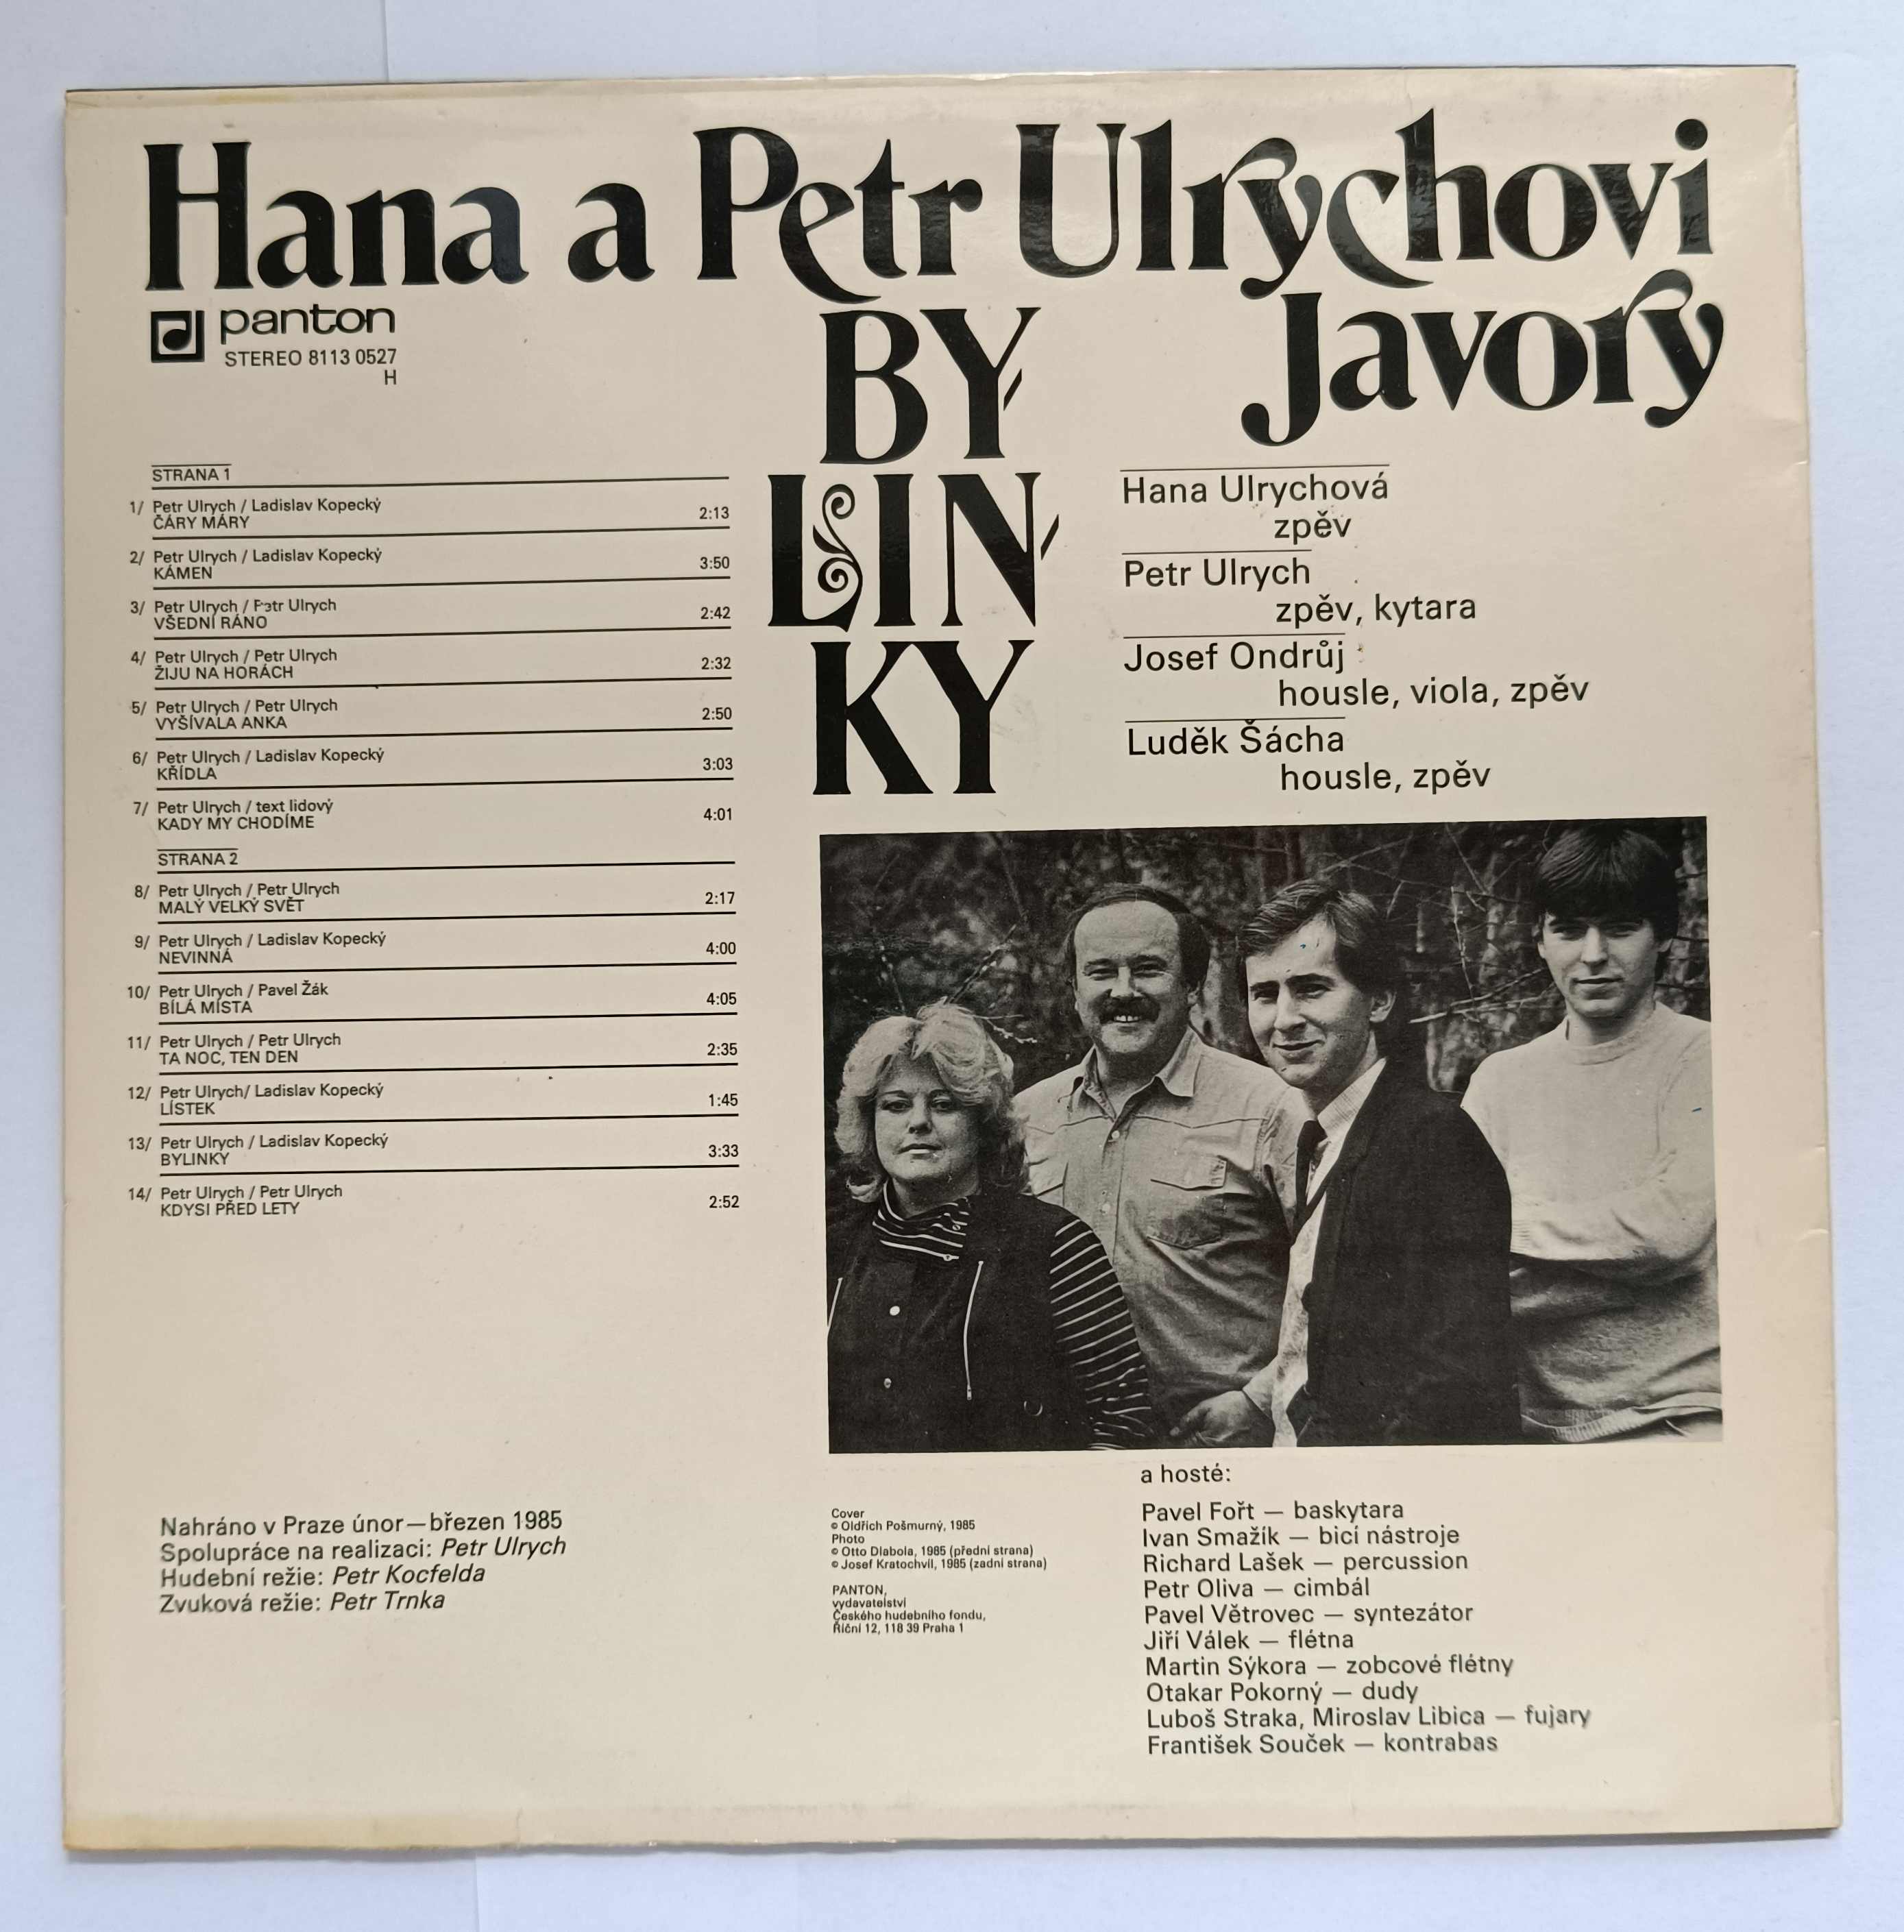 Hana a Petr Ulrychovi
Javory
BY
LIN
KY
panton
STEREO 8113 0527
H
STRANA 1
1/ Petr Ulrych / Ladislav Kopecký
ČÁRY MÁRY 2:13
2/ Petr Ulrych / Ladislav Kopecký
KÁMEN 3:50
3/ Petr Ulrych / Petr Ulrych
VŠEDNÍ RÁNO 2:42
4/ Petr Ulrych / Petr Ulrych
ŽIJU NA HORÁCH 2:32
5/ Petr Ulrych / Petr Ulrych
VYŠÍVALA ANKA 2:50
6/ Petr Ulrych / Ladislav Kopecký
KŘÍDLA 3:03
7/ Petr Ulrych / text lidový
KADY MY CHODÍME 4:01
STRANA 2
8/ Petr Ulrych / Petr Ulrych
MALÝ VELKÝ SVĚT 2:17
9/ Petr Ulrych / Ladislav Kopecký
NEVINNÁ 4:00
10/ Petr Ulrych / Pavel Žák
BÍLÁ MÍSTA 4:05
11/ Petr Ulrych / Petr Ulrych
TA NOC, TEN DEN 2:35
12/ Petr Ulrych/ Ladislav Kopecký
LÍSTEK 1:45
13/ Petr Ulrych / Ladislav Kopecký
BYLINKY 3:33
14/ Petr Ulrych / Petr Ulrych
KDYSI PŘED LETY 2:52
Hana Ulrychová
zpěv
Petr Ulrych
zpěv, kytara
Josef Ondrůj
housle, viola, zpěv
Luděk Šácha
housle, zpěv
Nahráno v Praze únor—březen 1985
Spolupráce na realizaci: Petr Ulrych
Hudební režie: Petr Kocfelda
Zvuková režie: Petr Trnka
Cover
© Oldřich Pošmurný, 1985
Photo
© Otto Dlabola, 1985 (přední strana)
© Josef Kratochvíl, 1985 (zadní strana)
PANTON,
vydavatelství
Českého hudebního fondu,
Říční 12, 118 39 Praha 1
a hosté:
Pavel Fořt — baskytara
Ivan Smažík — bicí nástroje
Richard Lašek — percussion
Petr Oliva — cimbál
Pavel Větrovec — syntezátor
Jiří Válek — flétna
Martin Sýkora — zobcové flétny
Otakar Pokorný — dudy
Luboš Straka, Miroslav Libica — fujary
František Souček — kontrabas